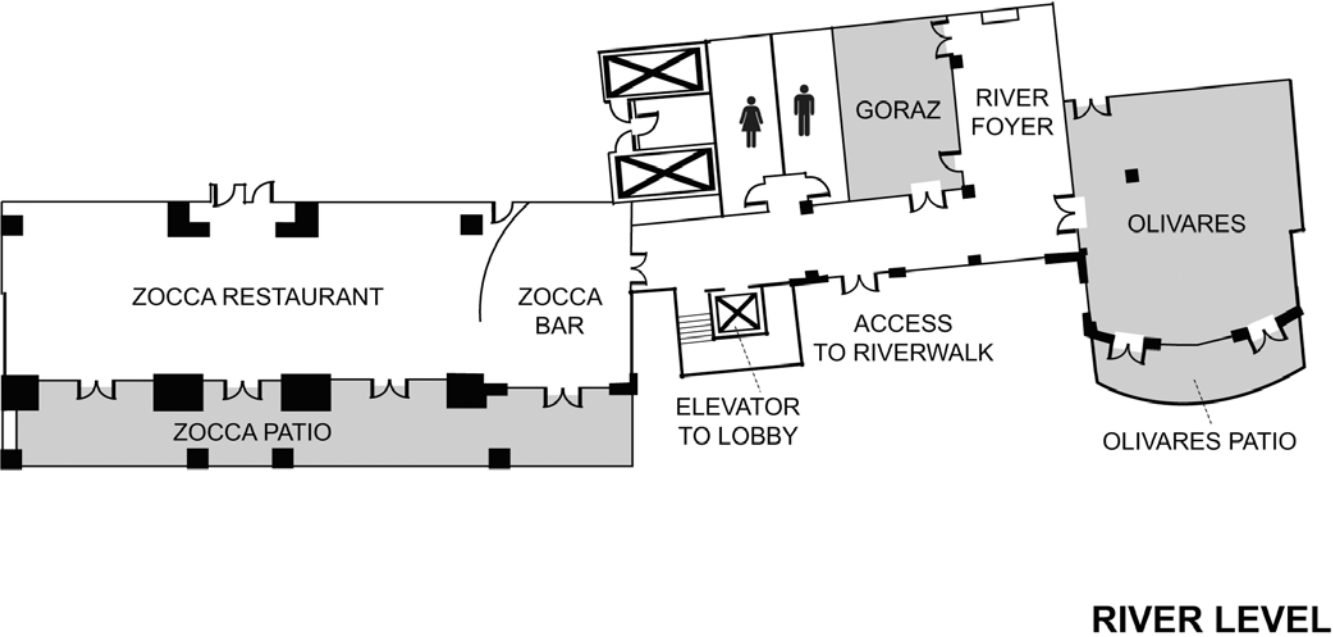 GORAZ
RIVER
FOYER
OLIVARES
ZOCCA RESTAURANT
ZOCCA
BAR
ACCESS
TO RIVERWALK
ELEVATOR
TO LOBBY
ZOCCA PATIO
OLIVARES PATIO
RIVER LEVEL